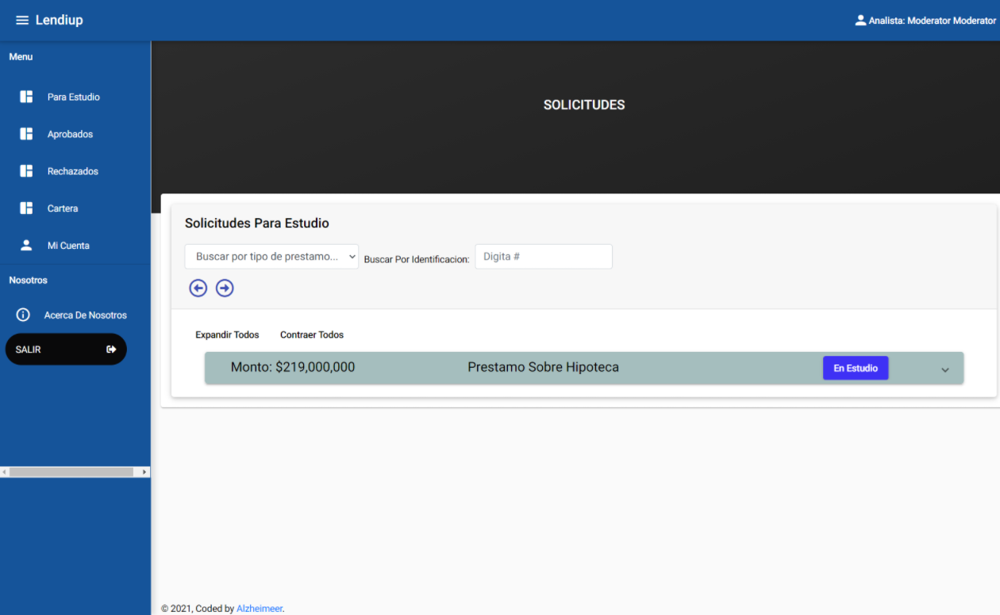 Lendiup
Analista: Moderator Moderator
Menu
Para Estudio
Aprobados
Rechazados
Cartera
Mi Cuenta
Nosotros
Acerca De Nosotros
SALIR
SOLICITUDES
Solicitudes Para Estudio
Buscar por tipo de prestamo... Buscar Por Identificacion: Digita #
Expandir Todos Contraer Todos
Monto: $219,000,000 Prestamo Sobre Hipoteca En Estudio
© 2021, Coded by Alzheimeer.